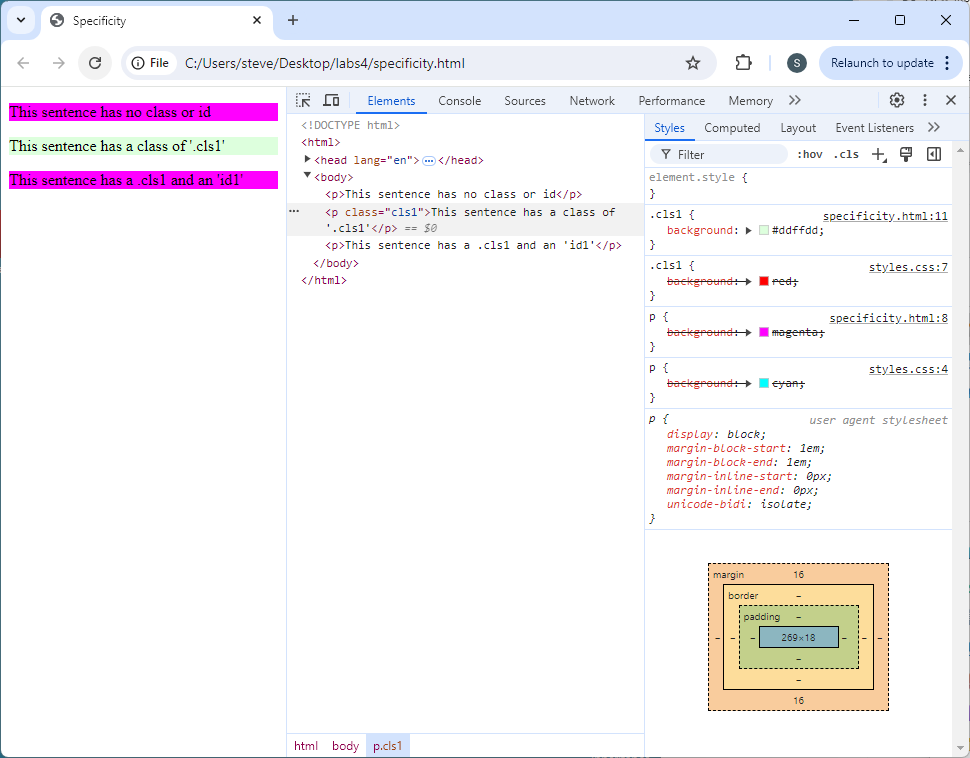 Specificity
File C:/Users/steve/Desktop/labs4/specificity.html S Relaunch to update
This sentence has no class or id
This sentence has a class of '.cls1'
This sentence has a .cls1 and an 'id1'
Elements Console Sources Network Performance Memory
<!DOCTYPE html>
<html>
<head lang="en"> … </head>
<body>
<p>This sentence has no class or id</p>
<p class="cls1">This sentence has a class of
'.cls1'</p> == $0
<p>This sentence has a .cls1 and an 'id1'</p>
</body>
</html>
html body p.cls1
Styles Computed Layout Event Listeners
Filter :hov .cls
element.style {
}
.cls1 { specificity.html:11
background: #ddffdd;
}
.cls1 { styles.css:7
background: red;
}
p { specificity.html:8
background: magenta;
}
p { styles.css:4
background: cyan;
}
p { user agent stylesheet
display: block;
margin-block-start: 1em;
margin-block-end: 1em;
margin-inline-start: 0px;
margin-inline-end: 0px;
unicode-bidi: isolate;
}
margin 16
border –
padding –
– – – 269×18 – – –
–
–
16